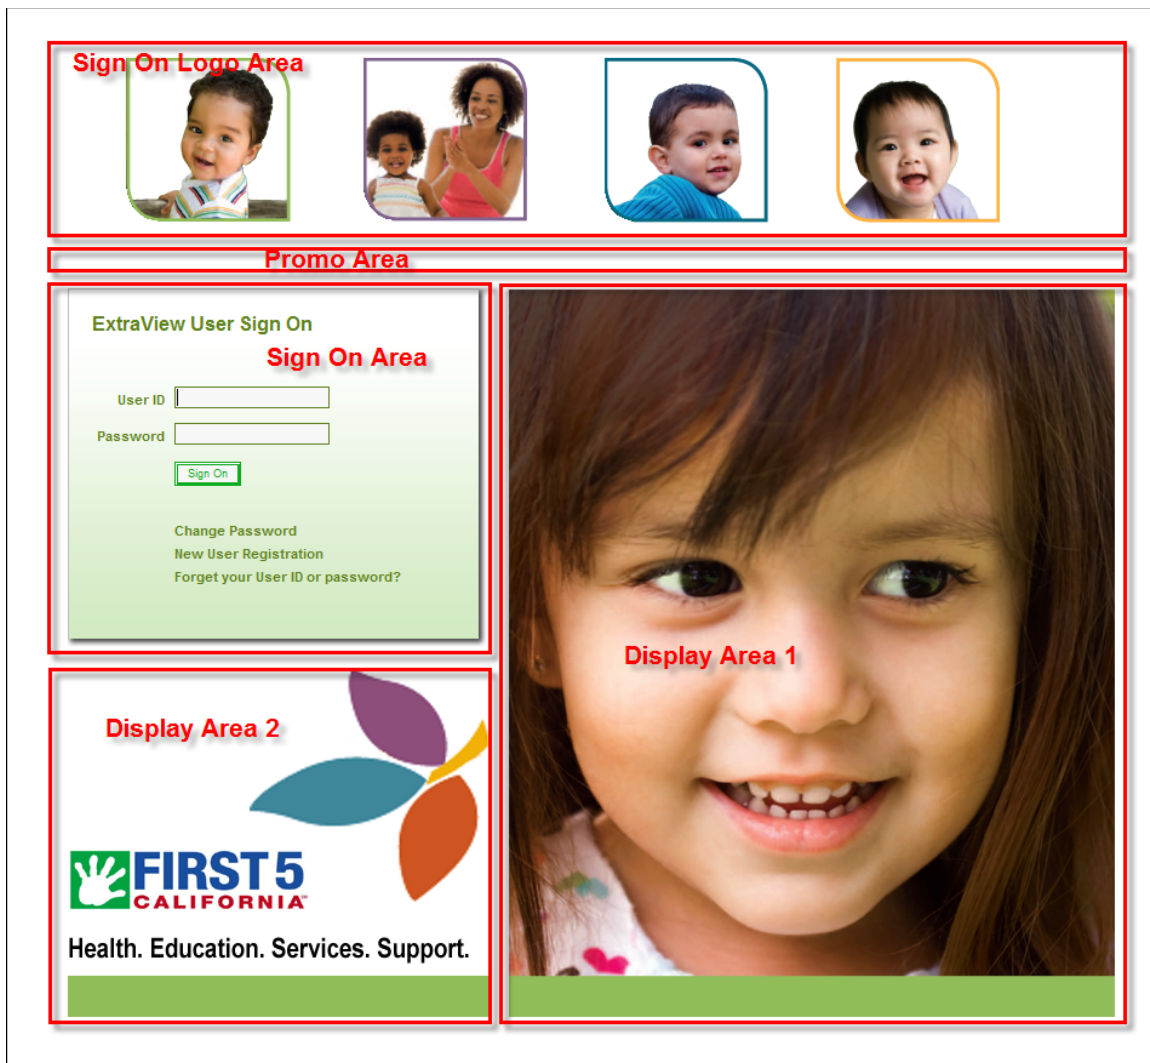 Sign On Logo Area
Promo Area
ExtraView User Sign On
Sign On Area
User ID
Password
Sign On
Change Password
New User Registration
Forget your User ID or password?
Display Area 1
Display Area 2
FIRST 5
CALIFORNIA
Health. Education. Services. Support.